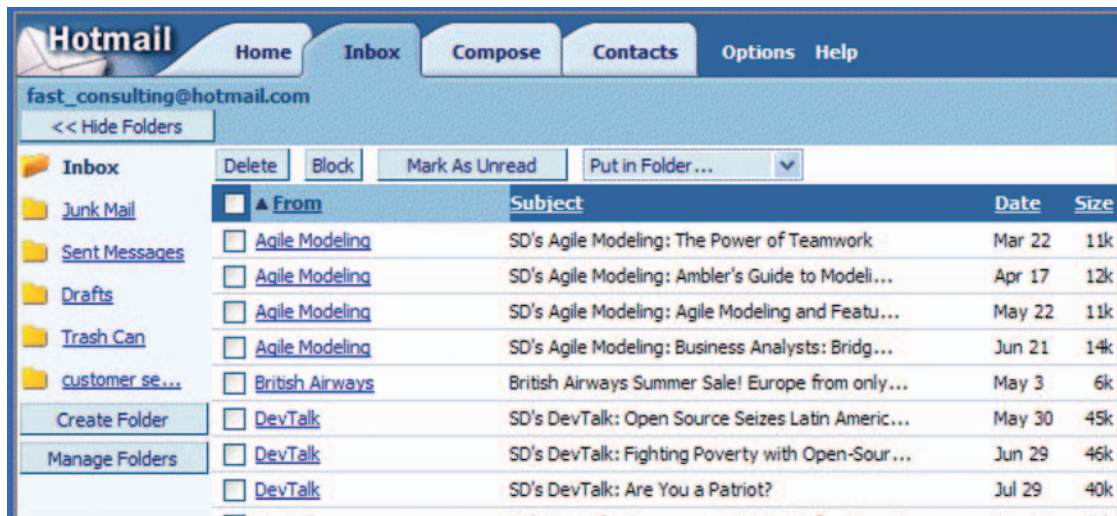 Hotmail Home Inbox Compose Contacts Options Help
fast_consulting@hotmail.com
<< Hide Folders
Inbox
Junk Mail
Sent Messages
Drafts
Trash Can
customer se...
Create Folder
Manage Folders
Delete Block Mark As Unread Put in Folder...
From Subject Date Size
Agile Modeling SD's Agile Modeling: The Power of Teamwork Mar 22 11k
Agile Modeling SD's Agile Modeling: Ambler's Guide to Modeli... Apr 17 12k
Agile Modeling SD's Agile Modeling: Agile Modeling and Featu... May 22 11k
Agile Modeling SD's Agile Modeling: Business Analysts: Bridg... Jun 21 14k
British Airways British Airways Summer Sale! Europe from only... May 3 6k
DevTalk SD's DevTalk: Open Source Seizes Latin Americ... May 30 45k
DevTalk SD's DevTalk: Fighting Poverty with Open-Sour... Jun 29 46k
DevTalk SD's DevTalk: Are You a Patriot? Jul 29 40k